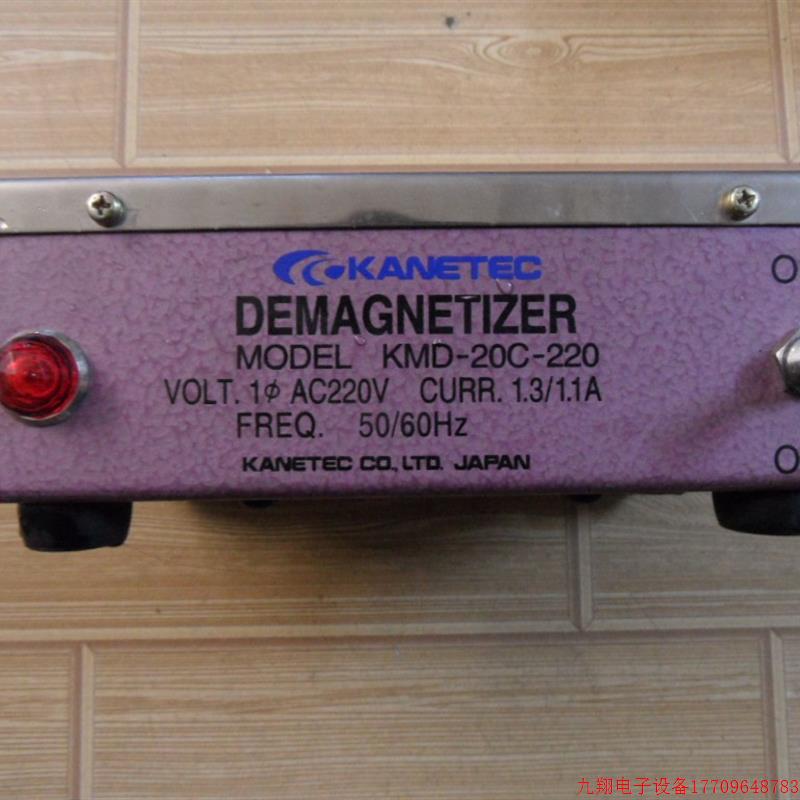 KANETEC
DEMAGNETIZER
MODEL KMD-20C-220
VOLT. 1φ AC220V CURR. 1.3/1.1A
FREQ. 50/60Hz
KANETEC CO., LTD. JAPAN
九翔电子设备17709648783